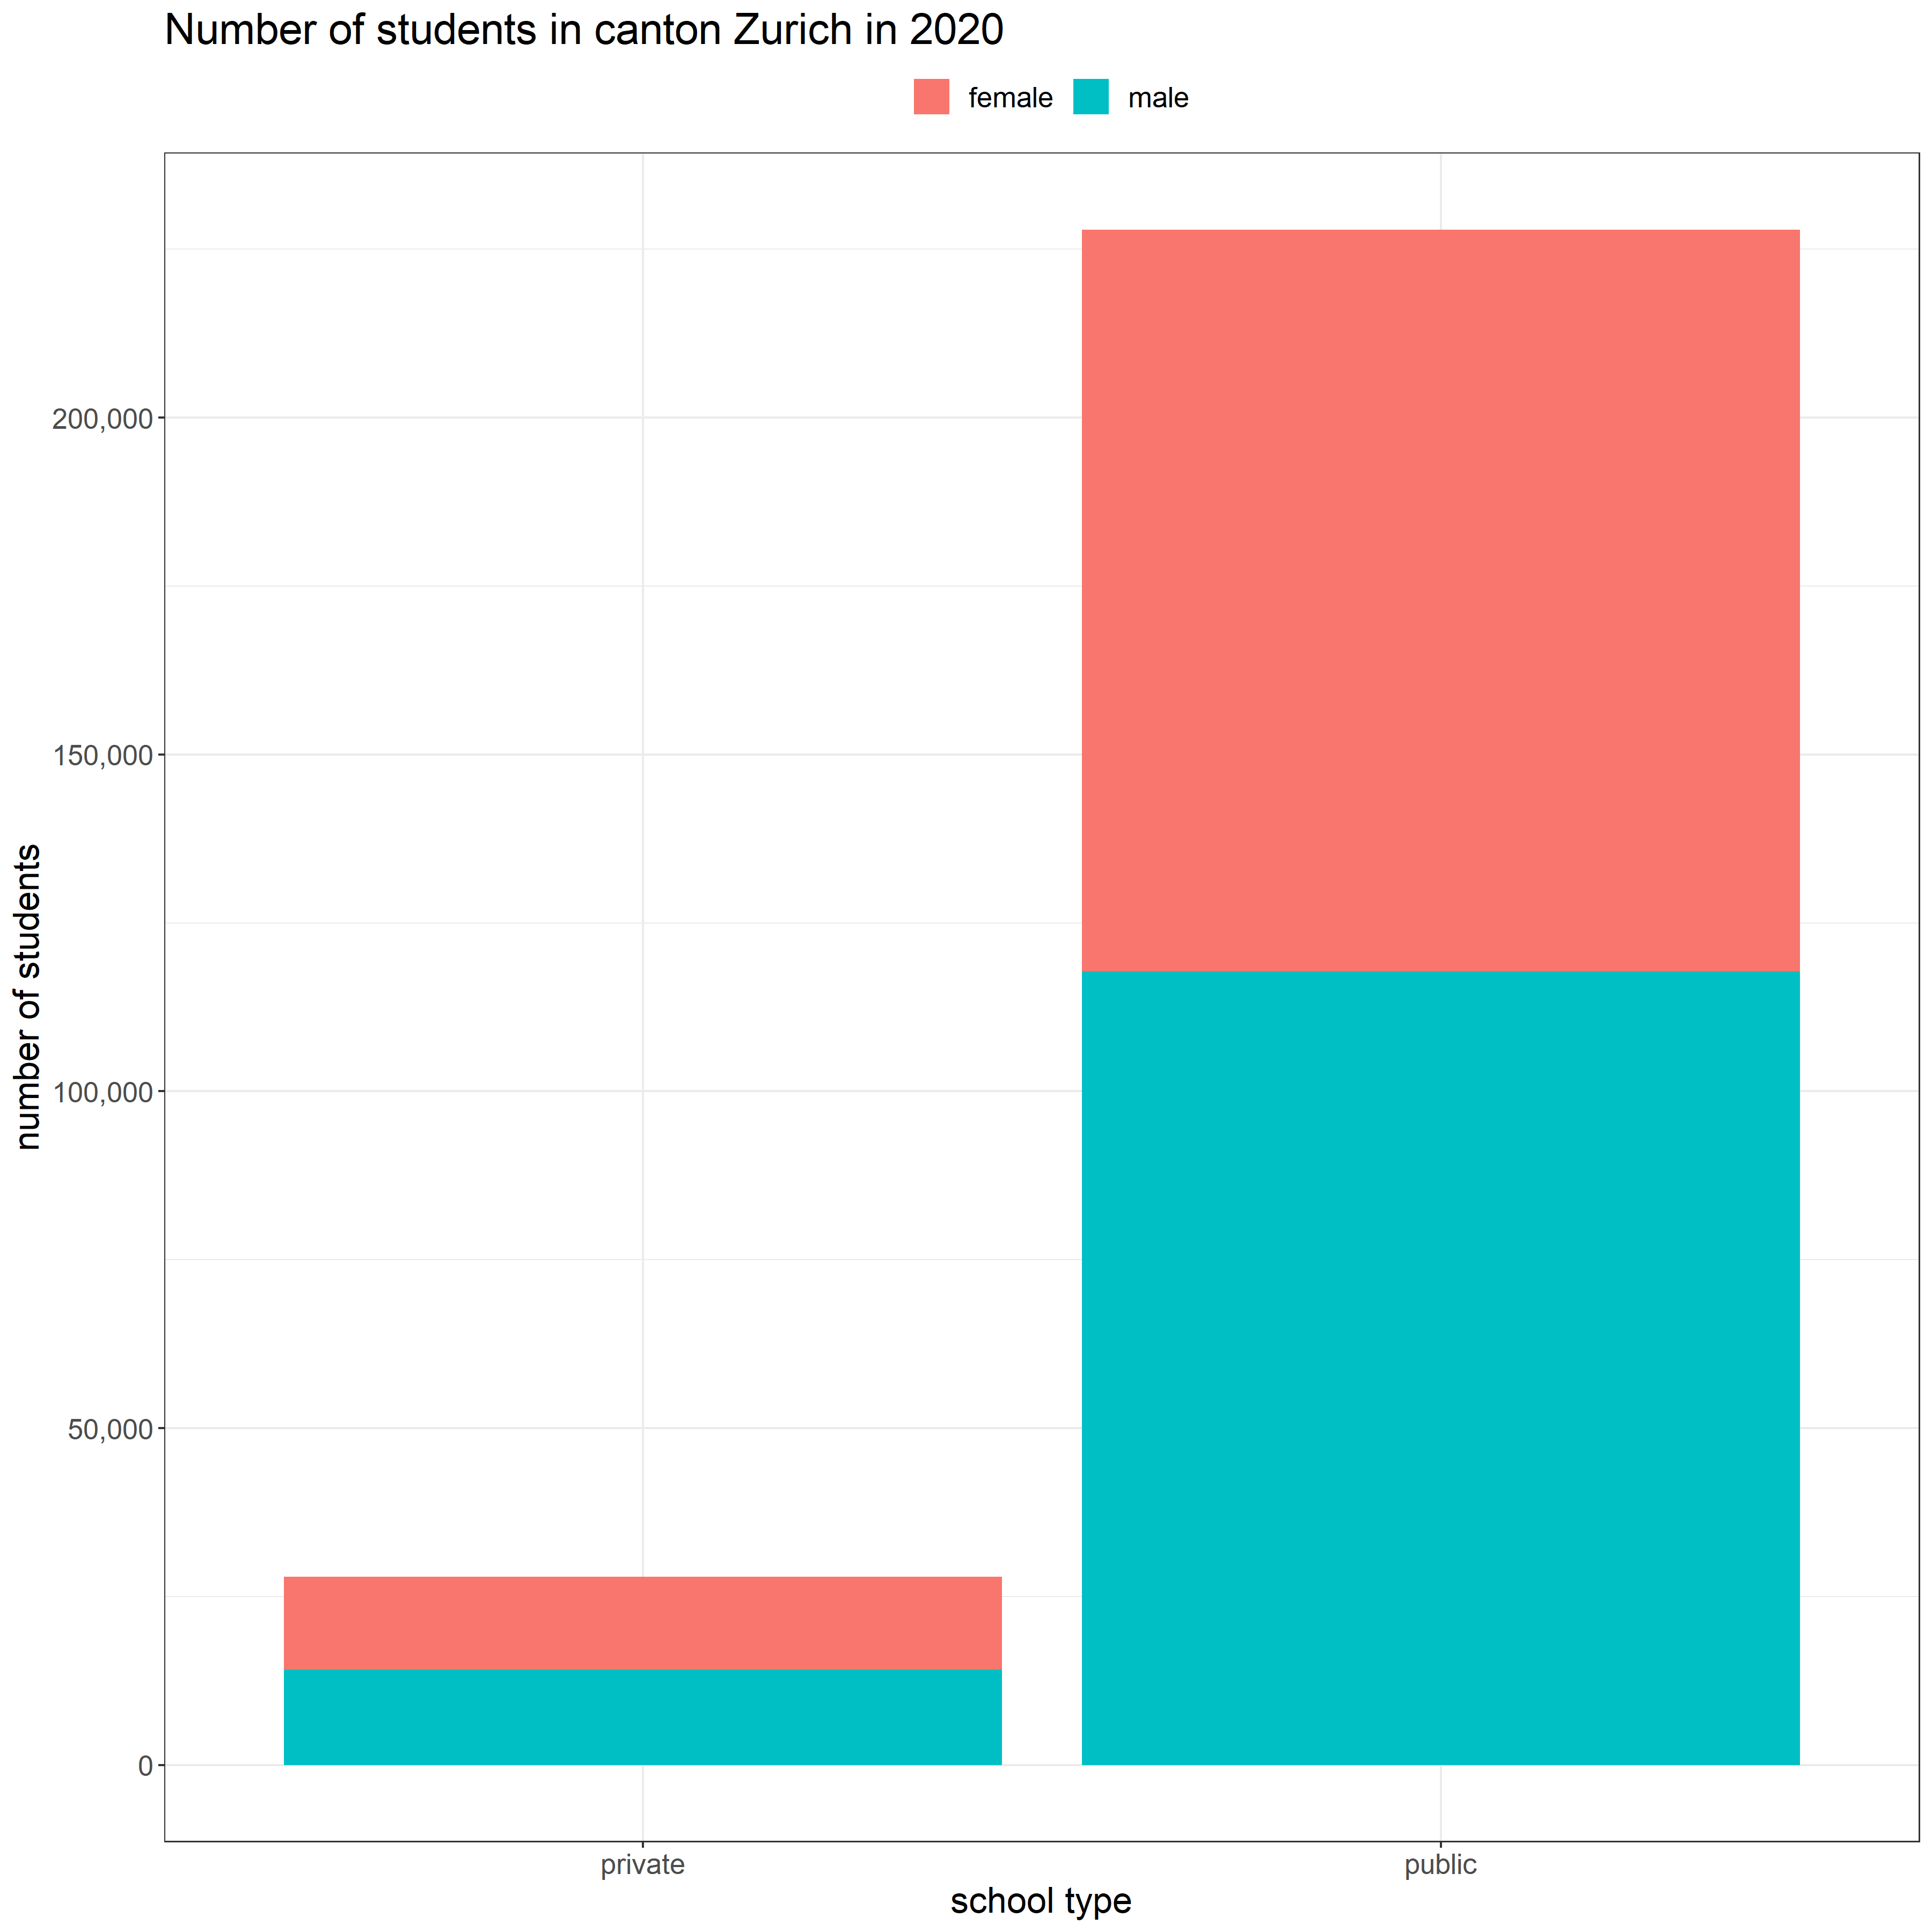 Number of students in canton Zurich in 2020
female male
200,000
150,000
100,000
50,000
0
number of students
private public
school type